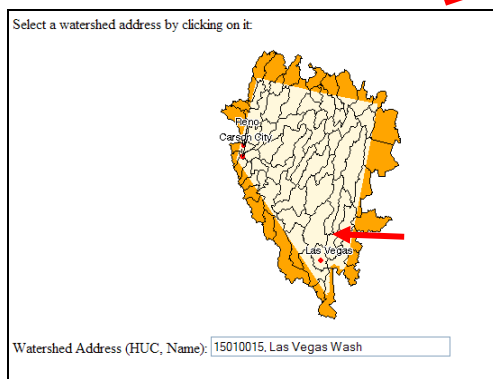 Select a watershed address by clicking on it:
Reno
Carson City
Las Vegas
Watershed Address (HUC, Name): 15010015, Las Vegas Wash